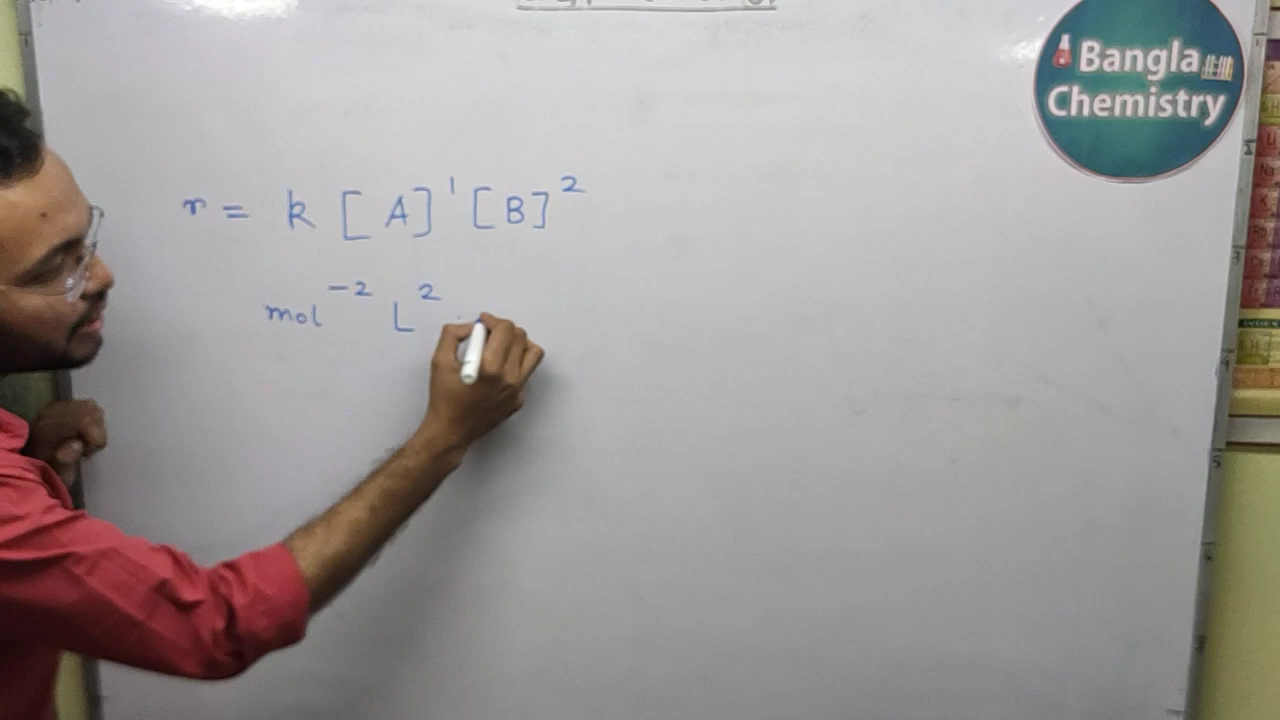 Bangla
Chemistry
r = k [A]¹ [B]²
mol⁻² L²